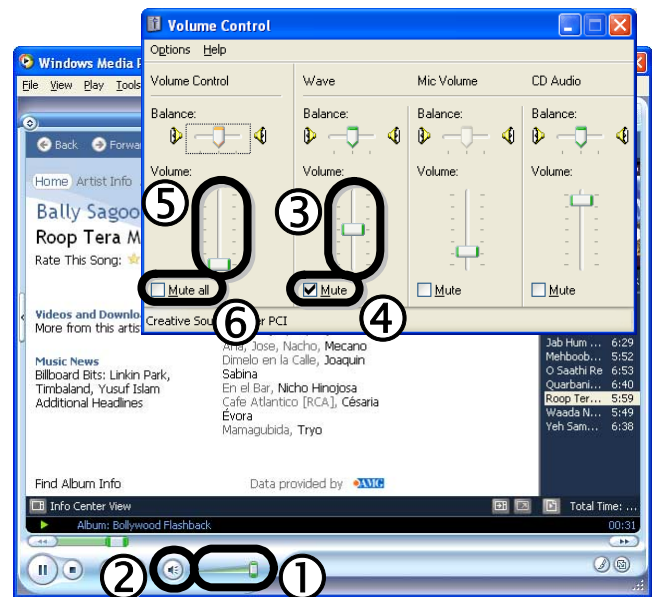 Volume Control
Options Help
Volume Control
Wave
Mic Volume
CD Audio
Balance:
Balance:
Balance:
Balance:
Volume:
Volume:
Volume:
Volume:
5
3
Mute all
Mute
Mute
Mute
6
4
Creative Sou
r PCI
Windows Media P
File View Play Tools
Back
Forwa
Home Artist Info
Bally Sagoo
Roop Tera M
Rate This Song:
Videos and Downlo
More from this artis
Music News
Billboard Bits: Linkin Park,
Timbaland, Yusuf Islam
Additional Headlines
Ana, Jose, Nacho, Mecano
Dimelo en la Calle, Joaquin
Sabina
En el Bar, Nicho Hinojosa
Cafe Atlantico [RCA], Césaria
Évora
Mamagubida, Tryo
Jab Hum ... 6:29
Mehboob... 5:52
O Saathi Re 6:53
Quarbani... 6:40
Roop Ter... 5:59
Waada N... 5:49
Yeh Sam... 6:38
Find Album Info
Data provided by AMG
Info Center View
Total Time: ...
Album: Bollywood Flashback
00:31
2
1